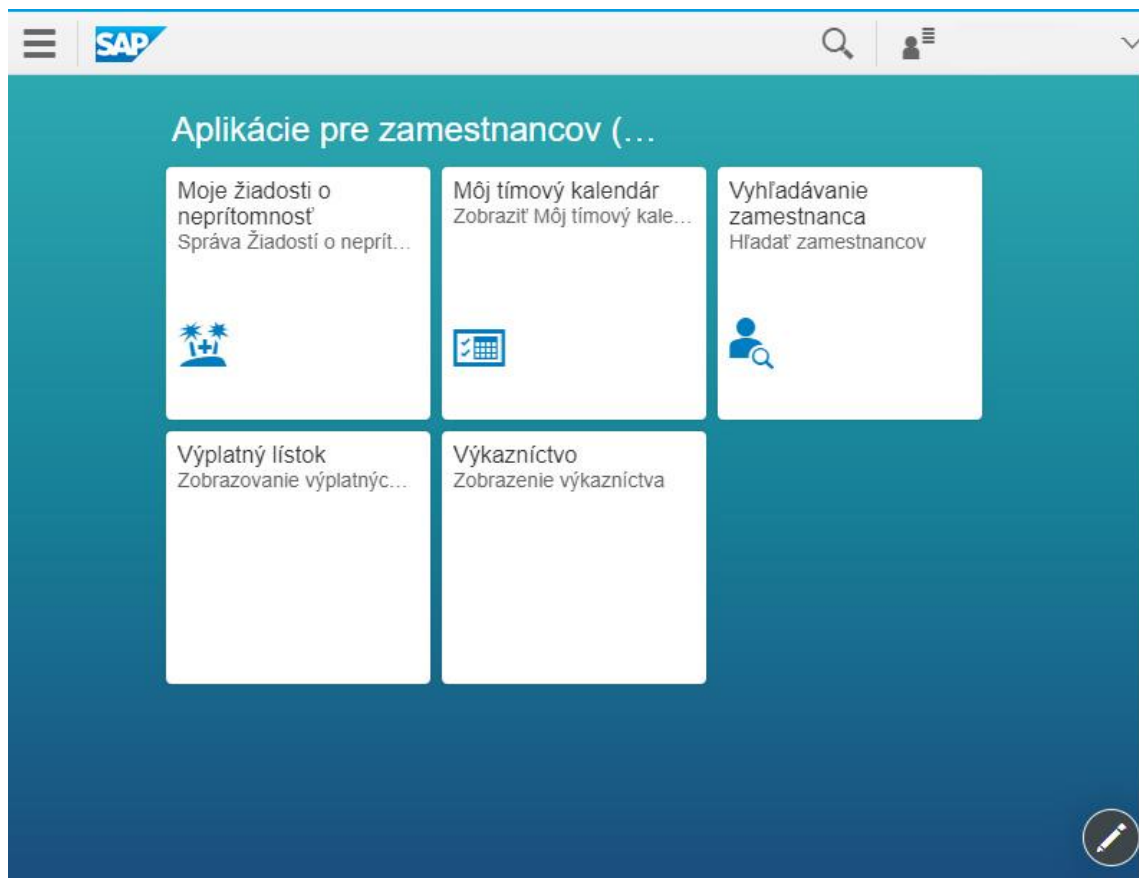 SAP
Aplikácie pre zamestnancov (...
Moje žiadosti o
neprítomnosť
Správa Žiadostí o neprít...
Môj tímový kalendár
Zobraziť Môj tímový kale...
Vyhľadávanie
zamestnanca
Hľadať zamestnancov
Výplatný lístok
Zobrazovanie výplatnýc...
Výkazníctvo
Zobrazenie výkazníctva